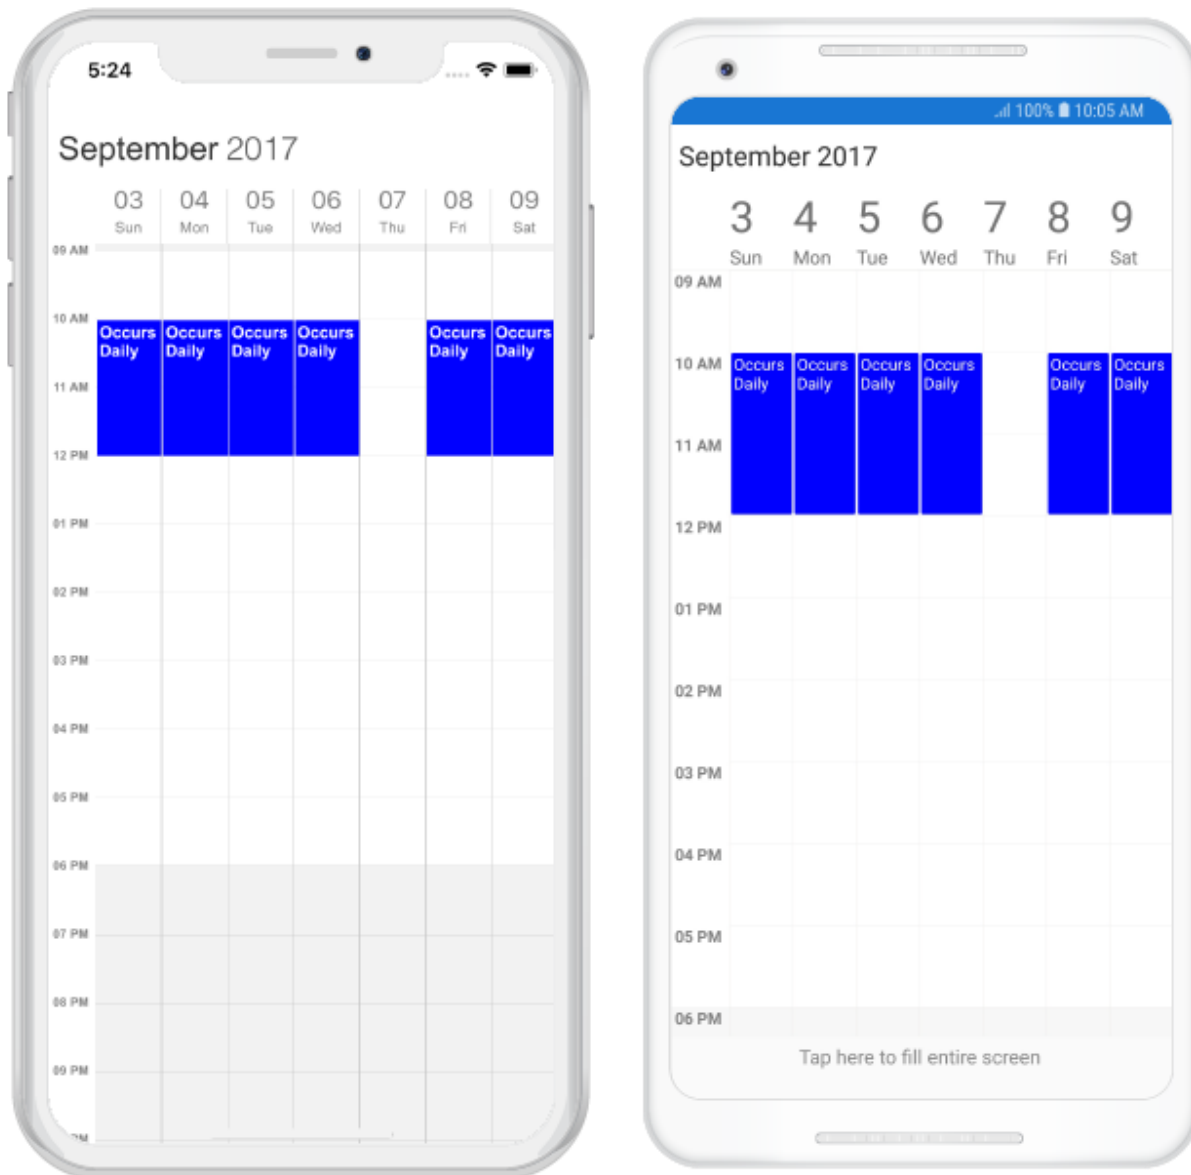 5:24
September 2017
03 04 05 06 07 08 09
Sun Mon Tue Wed Thu Fri Sat
09 AM
10 AM
Occurs Daily
Occurs Daily
Occurs Daily
Occurs Daily
Occurs Daily
Occurs Daily
11 AM
12 PM
01 PM
02 PM
03 PM
04 PM
05 PM
06 PM
07 PM
08 PM
09 PM
PM
100% 10:05 AM
September 2017
3 4 5 6 7 8 9
Sun Mon Tue Wed Thu Fri Sat
09 AM
10 AM
Occurs Daily
Occurs Daily
Occurs Daily
Occurs Daily
Occurs Daily
Occurs Daily
11 AM
12 PM
01 PM
02 PM
03 PM
04 PM
05 PM
06 PM
Tap here to fill entire screen